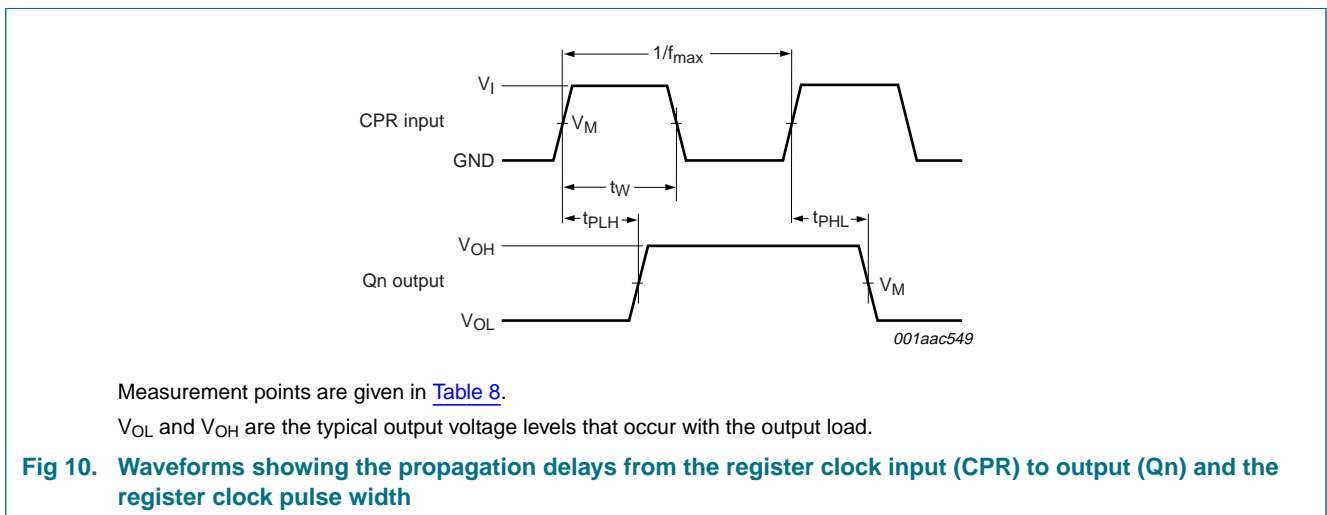 1/fmax
VI
CPR input
VM
GND
tW
tPLH
tPHL
VOH
Qn output
VM
VOL
001aac549
Measurement points are given in Table 8.
VOL and VOH are the typical output voltage levels that occur with the output load.
Fig 10. Waveforms showing the propagation delays from the register clock input (CPR) to output (Qn) and the
register clock pulse width